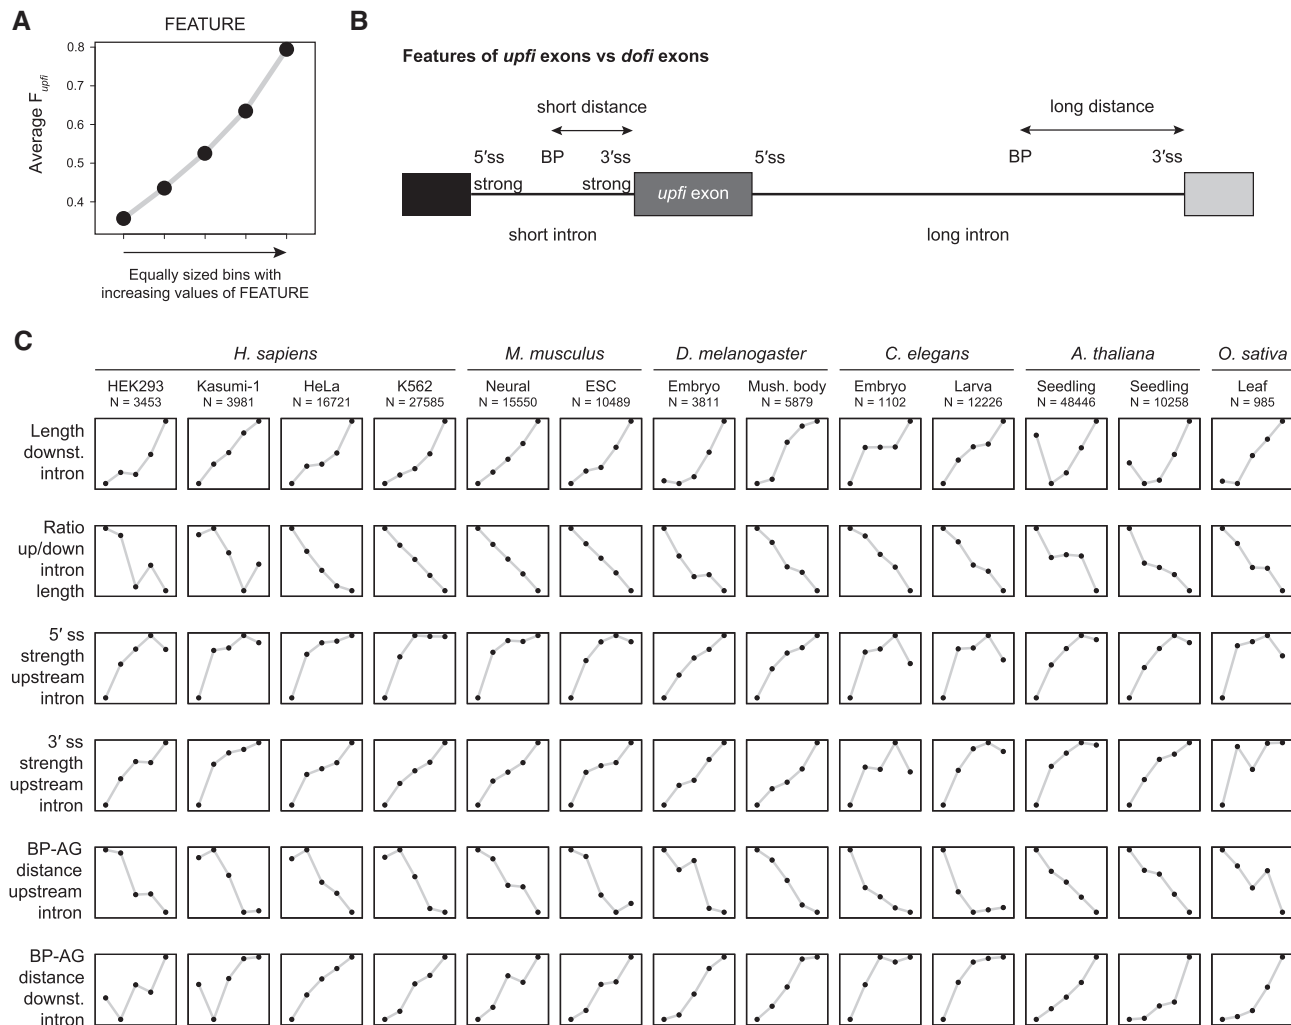 A
FEATURE
Average F upfi
0.8
0.7
0.6
0.5
0.4
Equally sized bins with
increasing values of FEATURE
B
Features of upfi exons vs dofi exons
short distance
long distance
5′ss BP 3′ss 5′ss BP 3′ss
strong strong
upfi exon
short intron long intron
C
H. sapiens M. musculus D. melanogaster C. elegans A. thaliana O. sativa
HEK293 Kasumi-1 HeLa K562 Neural ESC Embryo Mush. body Embryo Larva Seedling Seedling Leaf
N = 3453 N = 3981 N = 16721 N = 27585 N = 15550 N = 10489 N = 3811 N = 5879 N = 1102 N = 12226 N = 48446 N = 10258 N = 985
Length
downst.
intron
Ratio
up/down
intron
length
5′ ss
strength
upstream
intron
3′ ss
strength
upstream
intron
BP-AG
distance
upstream
intron
BP-AG
distance
downst.
intron